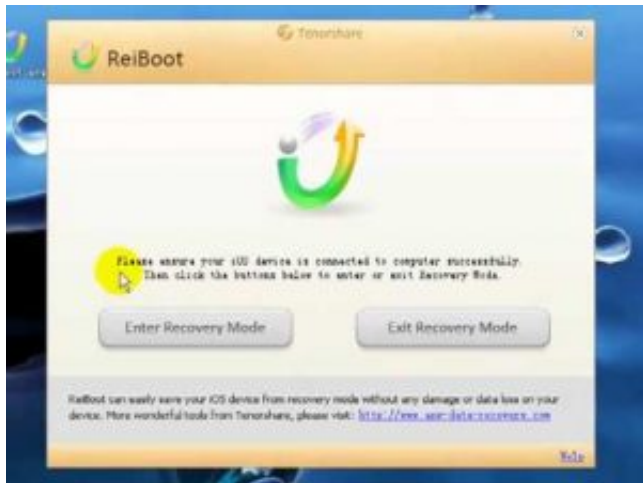 Tenorshare
ReiBoot
Please ensure your iOS device is connected to computer successfully.
Then click the buttons below to enter or exit Recovery Mode.
Enter Recovery Mode
Exit Recovery Mode
ReiBoot can easily save your iOS device from recovery mode without any damage or data loss on your
device. More wonderful tools from Tenorshare, please visit:
Help